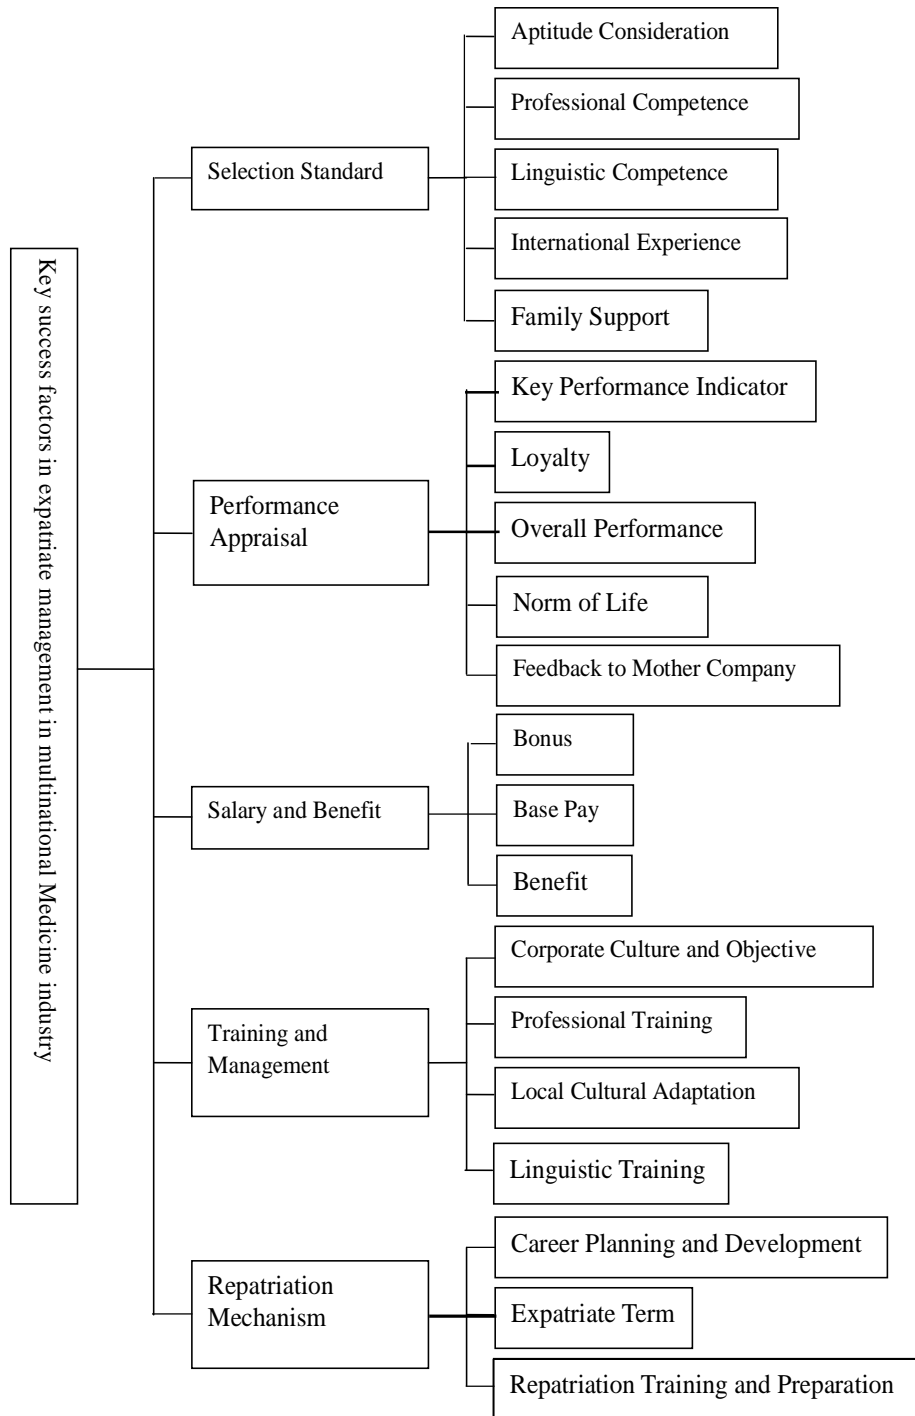 Key success factors in expatriate management in multinational Medicine industry
Selection Standard
Aptitude Consideration
Professional Competence
Linguistic Competence
International Experience
Family Support
Performance
Appraisal
Key Performance Indicator
Loyalty
Overall Performance
Norm of Life
Feedback to Mother Company
Salary and Benefit
Bonus
Base Pay
Benefit
Training and
Management
Corporate Culture and Objective
Professional Training
Local Cultural Adaptation
Linguistic Training
Repatriation
Mechanism
Career Planning and Development
Expatriate Term
Repatriation Training and Preparation